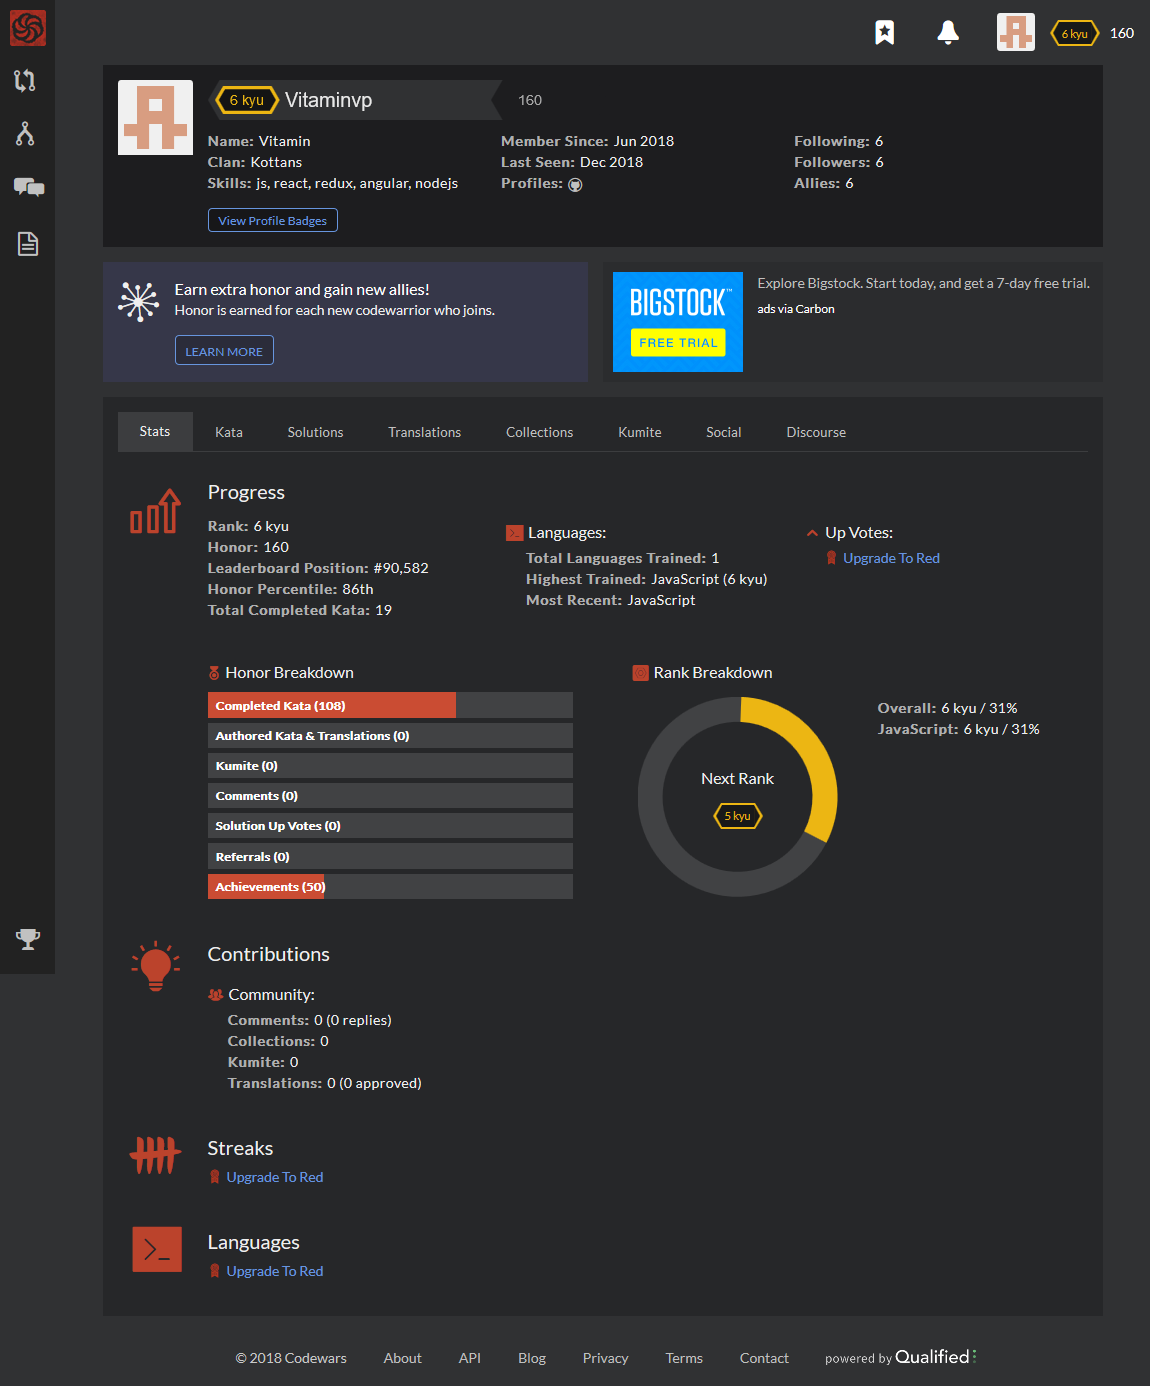 6 kyu 160
6 kyu Vitaminvp 160
Name: Vitamin
Clan: Kottans
Skills: js, react, redux, angular, nodejs
Member Since: Jun 2018
Last Seen: Dec 2018
Profiles:
Following: 6
Followers: 6
Allies: 6
View Profile Badges
Earn extra honor and gain new allies!
Honor is earned for each new codewarrior who joins.
LEARN MORE
BIGSTOCK™
FREE TRIAL
Explore Bigstock. Start today, and get a 7-day free trial.
ads via Carbon
Stats Kata Solutions Translations Collections Kumite Social Discourse
Progress
Rank: 6 kyu
Honor: 160
Leaderboard Position: #90,582
Honor Percentile: 86th
Total Completed Kata: 19
Languages:
Total Languages Trained: 1
Highest Trained: JavaScript (6 kyu)
Most Recent: JavaScript
Up Votes:
Upgrade To Red
Honor Breakdown
Completed Kata (108)
Authored Kata & Translations (0)
Kumite (0)
Comments (0)
Solution Up Votes (0)
Referrals (0)
Achievements (50)
Rank Breakdown
Next Rank
5 kyu
Overall: 6 kyu / 31%
JavaScript: 6 kyu / 31%
Contributions
Community:
Comments: 0 (0 replies)
Collections: 0
Kumite: 0
Translations: 0 (0 approved)
Streaks
Upgrade To Red
Languages
Upgrade To Red
© 2018 Codewars About API Blog Privacy Terms Contact powered by Qualified